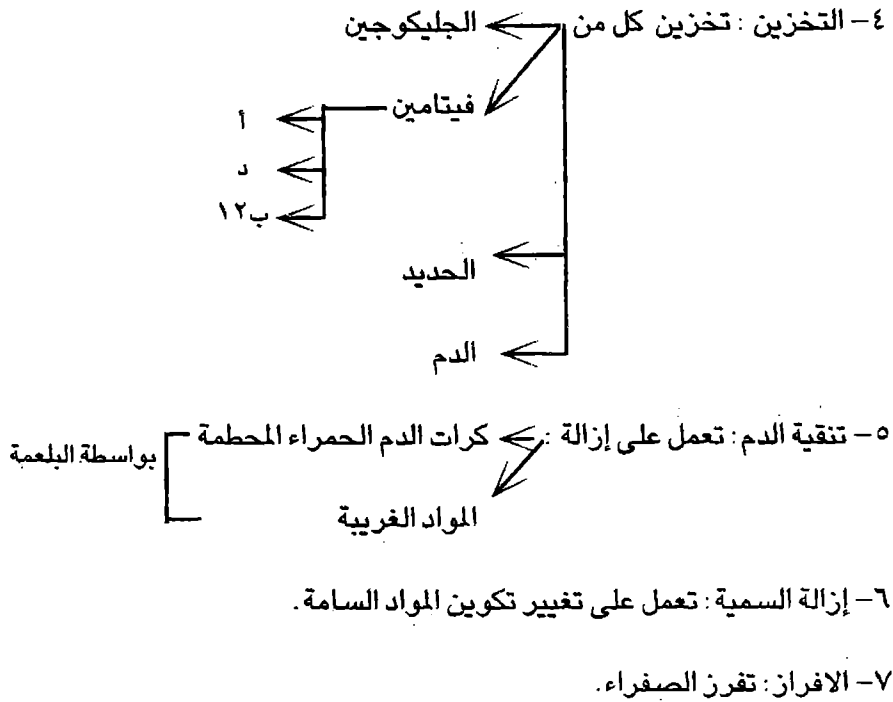 ٤- التخزين : تخزين كل من الجليكوجين
فيتامين
أ
د
ب١٢
الحديد
الدم
٥- تنقية الدم : تعمل على إزالة : كرات الدم الحمراء المحطمة
بواسطة البلعمة
المواد الغريبة
٦- إزالة السمية : تعمل على تغيير تكوين المواد السامة .
٧- الافراز : تفرز الصفراء .